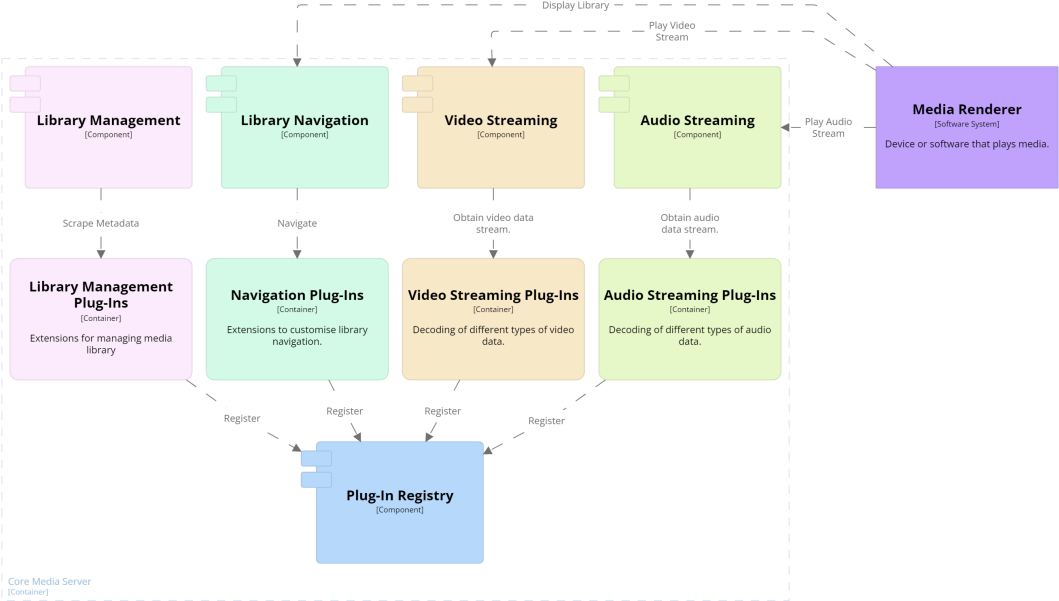 Display Library
Play Video
Stream
Library Management
[Component]
Library Navigation
[Component]
Video Streaming
[Component]
Audio Streaming
[Component]
Play Audio
Stream
Media Renderer
[Software System]
Device or software that plays media.
Scrape Metadata
Navigate
Obtain video data
stream.
Obtain audio
data stream.
Library Management
Plug-Ins
[Container]
Extensions for managing media
library
Navigation Plug-Ins
[Container]
Extensions to customise library
navigation.
Video Streaming Plug-Ins
[Container]
Decoding of different types of video
data.
Audio Streaming Plug-Ins
[Container]
Decoding of different types of audio
data.
Register
Register
Register
Register
Plug-In Registry
[Component]
Core Media Server
[Container]